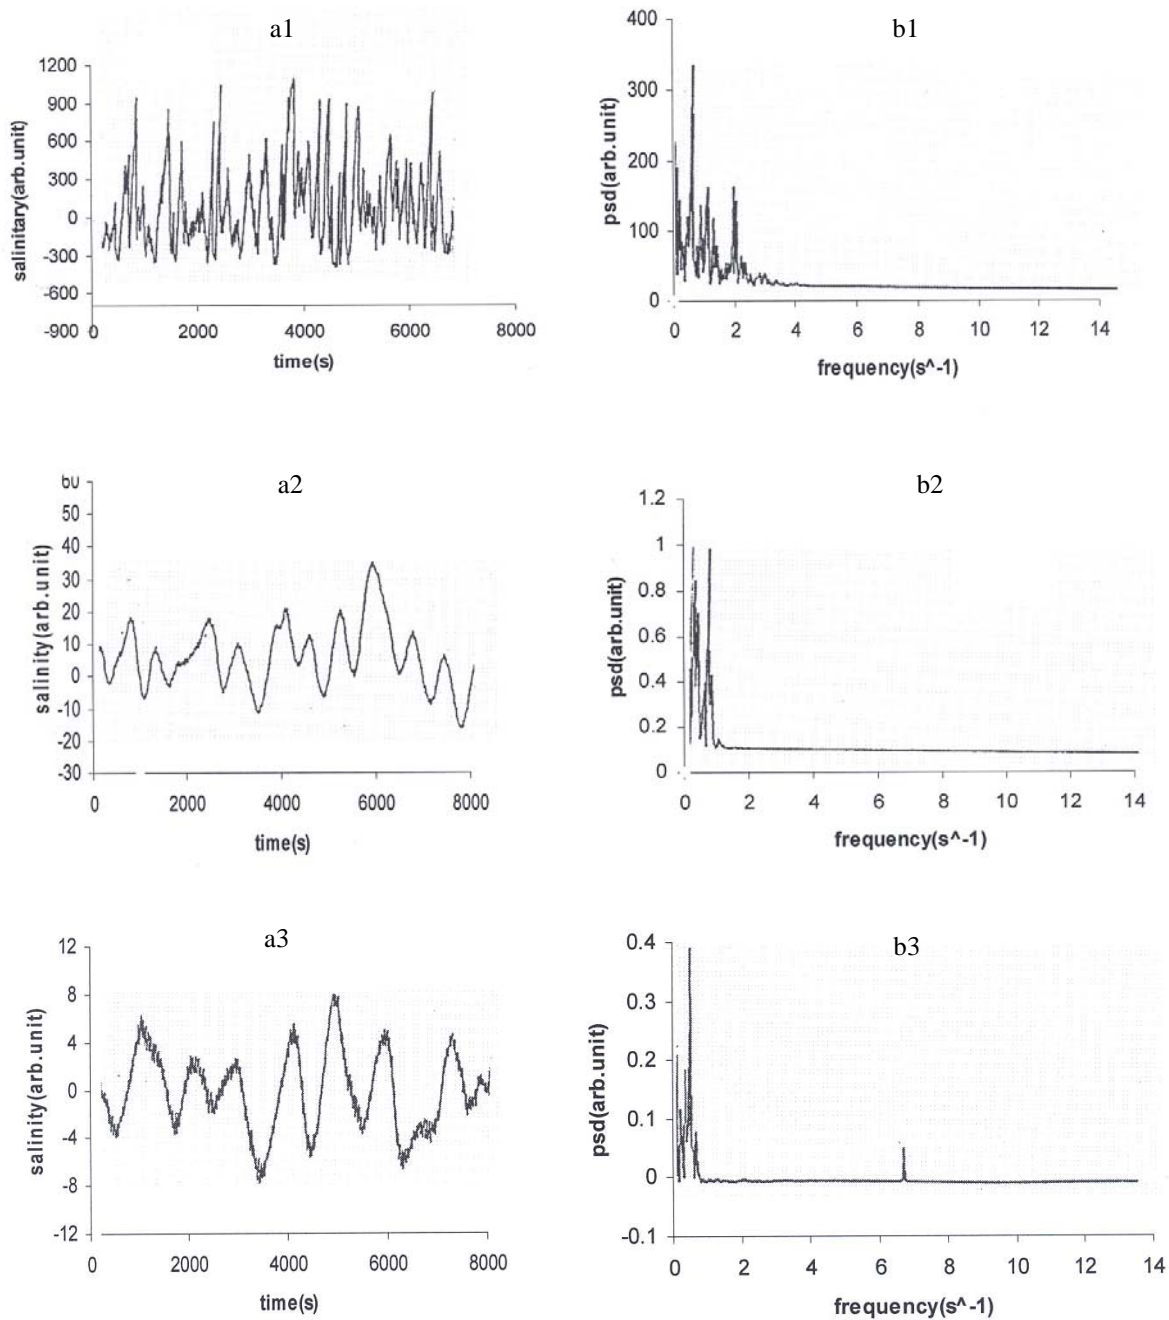 a1
salinitary(arb.unit)
1200
900
600
300
0
-300
-600
-900
0 2000 4000 6000 8000
time(s)
b1
psd(arb.unit)
400
300
200
100
0
0 2 4 6 8 10 12 14
frequency(s^-1)
a2
salinity(arb.unit)
60
50
40
30
20
10
0
-10
-20
-30
0 2000 4000 6000 8000
time(s)
b2
psd(arb.unit)
1.2
1
0.8
0.6
0.4
0.2
0
0 2 4 6 8 10 12 14
frequency(s^-1)
a3
salinity(arb.unit)
12
8
4
0
-4
-8
-12
0 2000 4000 6000 8000
time(s)
b3
psd(arb.unit)
0.4
0.3
0.2
0.1
0
-0.1
0 2 4 6 8 10 12 14
frequency(s^-1)